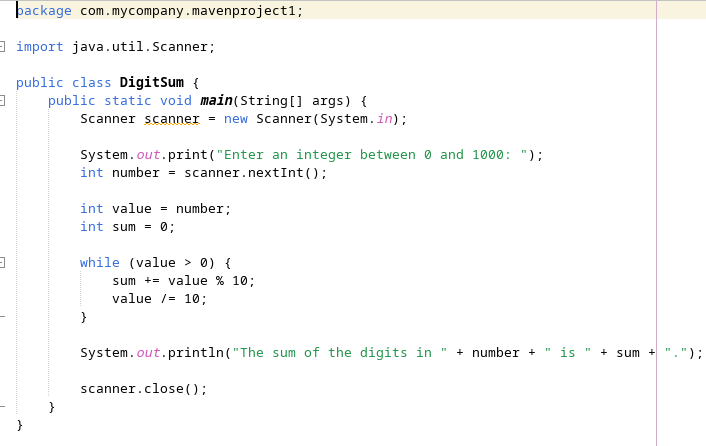 package com.mycompany.mavenproject1;
import java.util.Scanner;
public class DigitSum {
public static void main(String[] args) {
Scanner scanner = new Scanner(System.in);
System.out.print("Enter an integer between 0 and 1000: ");
int number = scanner.nextInt();
int value = number;
int sum = 0;
while (value > 0) {
sum += value % 10;
value /= 10;
}
System.out.println("The sum of the digits in " + number + " is " + sum + ".");
scanner.close();
}
}